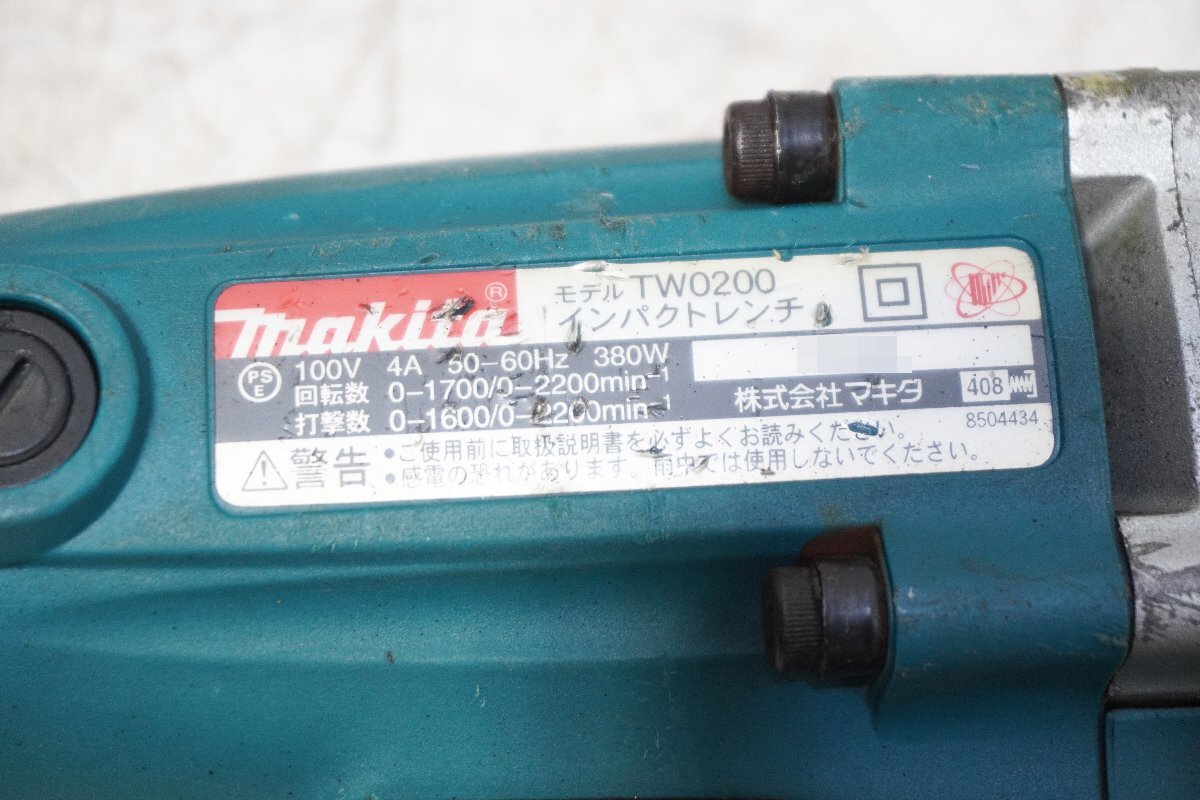 makita®
モデル TW0200
インパクトレンチ
PS E 100V 4A 50-60Hz 380W
回転数 0-1700/0-2200min⁻¹
打撃数 0-1600/0-2200min⁻¹
株式会社 マキタ
408
8504434
警告
•ご使用前に取扱説明書を必ずよくお読みください。
•感電の恐れがあります。雨中では使用しないでください。